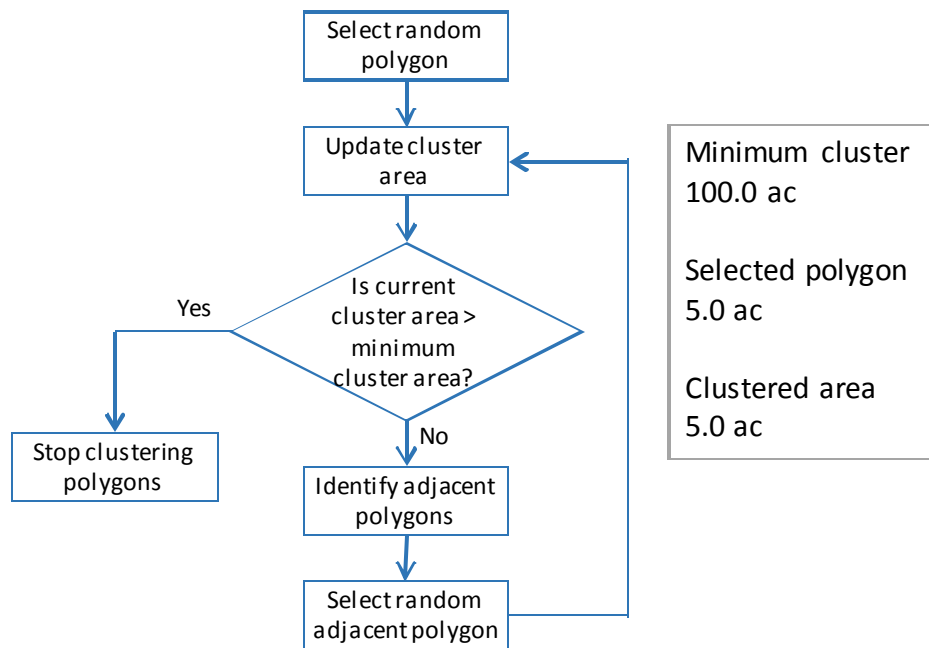 Select random
polygon
Update cluster
area
Is current
cluster area >
minimum
cluster area?
Yes
No
Stop clustering
polygons
Identify adjacent
polygons
Select random
adjacent polygon
Minimum cluster
100.0 ac
Selected polygon
5.0 ac
Clustered area
5.0 ac